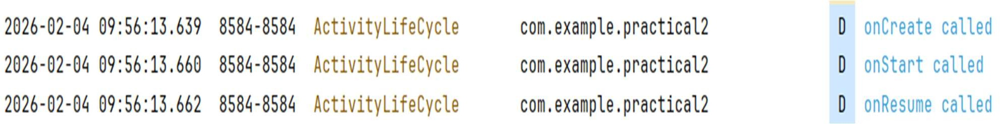 2026-02-04 09:56:13.639 8584-8584 ActivityLifeCycle com.example.practical2 D onCreate called
2026-02-04 09:56:13.660 8584-8584 ActivityLifeCycle com.example.practical2 D onStart called
2026-02-04 09:56:13.662 8584-8584 ActivityLifeCycle com.example.practical2 D onResume called